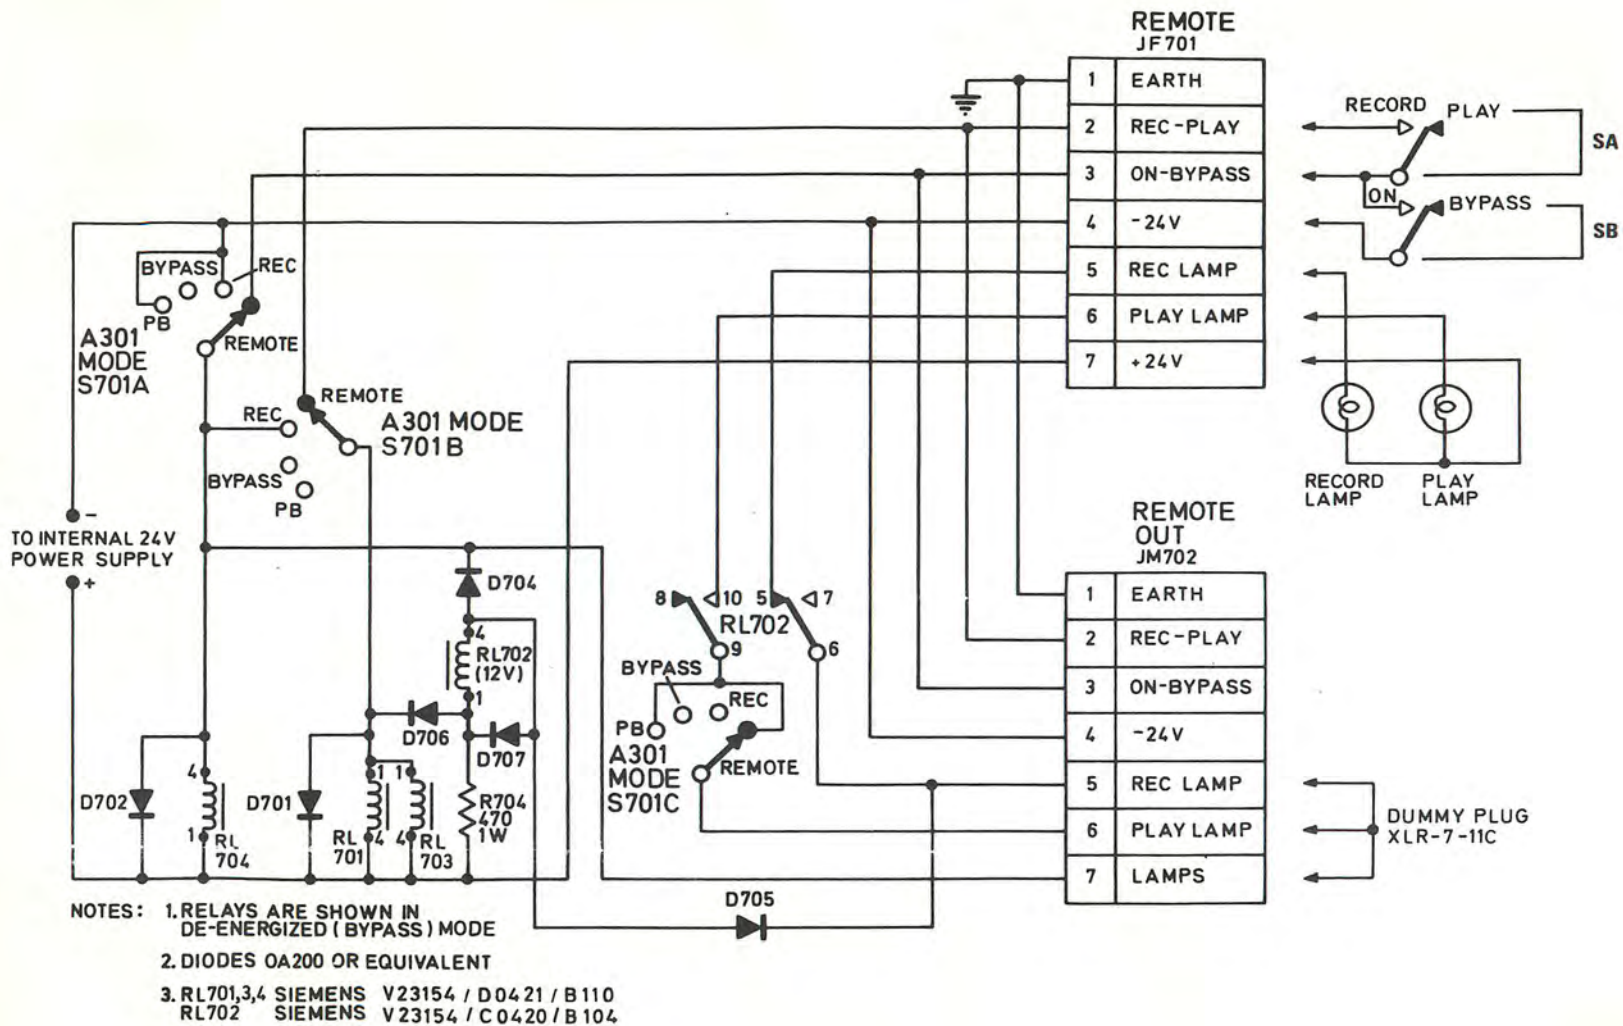 REMOTE
JF701
1 EARTH
2 REC-PLAY
3 ON-BYPASS
4 -24V
5 REC LAMP
6 PLAY LAMP
7 +24V
RECORD
PLAY
SA
ON
BYPASS
SB
RECORD LAMP
PLAY LAMP
BYPASS
REC
PB
REMOTE
A301
MODE
S701A
REMOTE
REC
A301 MODE
S701B
BYPASS
PB
-
TO INTERNAL 24V
POWER SUPPLY
+
REMOTE
OUT
JM702
1 EARTH
2 REC-PLAY
3 ON-BYPASS
4 -24V
5 REC LAMP
6 PLAY LAMP
7 LAMPS
DUMMY PLUG
XLR-7-11C
D704
4
RL702
(12V)
1
D706
D707
8
10
5
7
RL702
9
6
BYPASS
REC
PB
A301
MODE
S701C
REMOTE
D702
4
1
RL
704
D701
1
1
RL
701
4
4
RL
703
R704
470
1W
D705
NOTES: 1. RELAYS ARE SHOWN IN
DE-ENERGIZED (BYPASS) MODE
2. DIODES OA200 OR EQUIVALENT
3. RL701,3,4 SIEMENS V23154 / D0421 / B110
RL702 SIEMENS V23154 / C0420 / B104